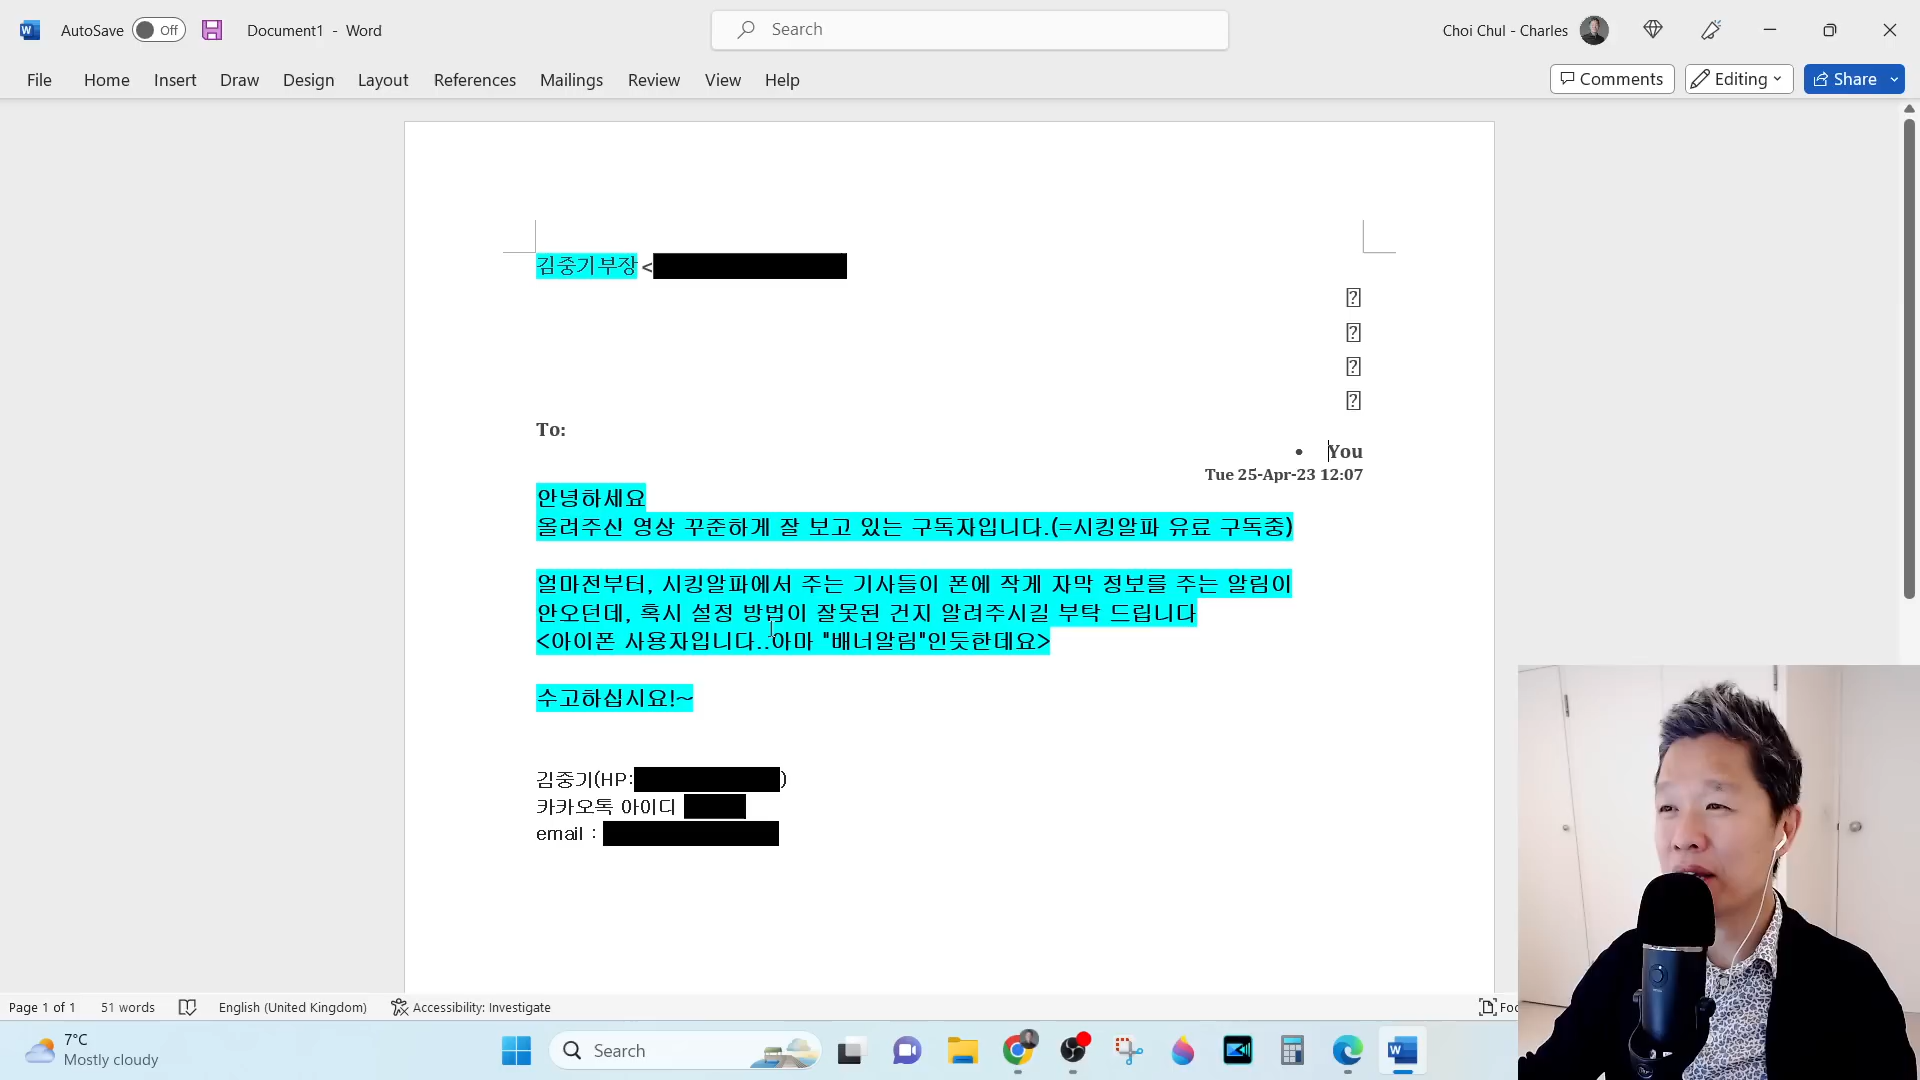 AutoSave
Off
Document1 - Word
Search
Choi Chul - Charles
File
Home
Insert
Draw
Design
Layout
References
Mailings
Review
View
Help
Comments
Editing
Share
김중기부장 <
To:
• You
Tue 25-Apr-23 12:07
안녕하세요
올려주신 영상 꾸준하게 잘 보고 있는 구독자입니다.(=시킹알파 유료 구독중)
얼마전부터, 시킹알파에서 주는 기사들이 폰에 작게 자막 정보를 주는 알림이
안오던데, 혹시 설정 방법이 잘못된 건지 알려주시길 부탁 드립니다
<아이폰 사용자입니다..아마 "배너알림"인듯한데요>
수고하십시요!~
김중기(HP: )
카카오톡 아이디
email :
Page 1 of 1
51 words
English (United Kingdom)
Accessibility: Investigate
Foc
7°C
Mostly cloudy
Search